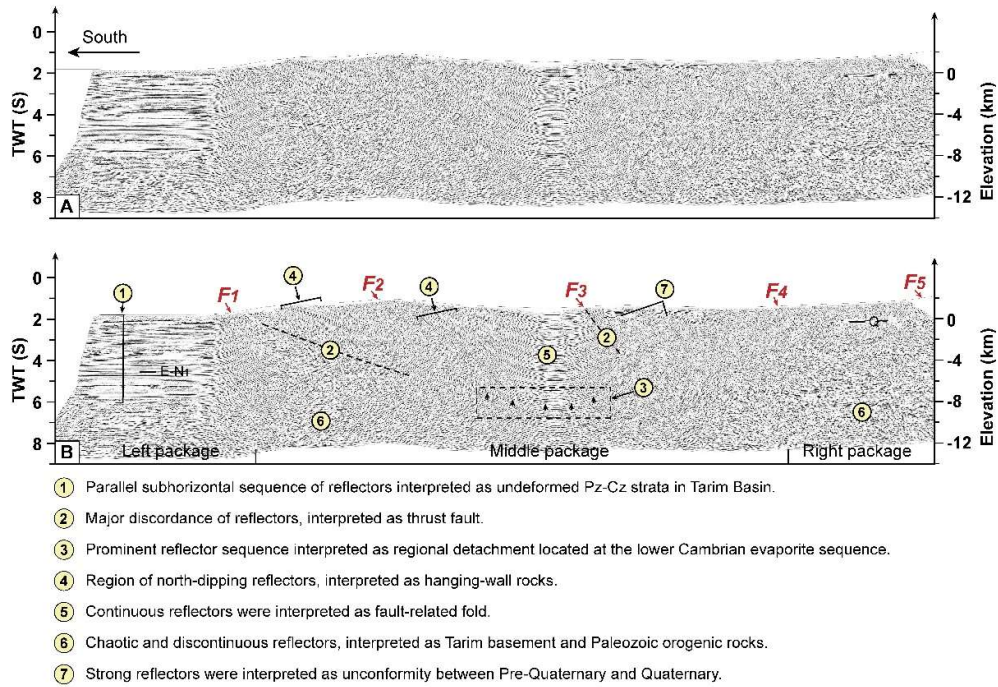 South
0
2
4
6
8
TWT (S)
0
-4
-8
-12
Elevation (km)
A
0
2
4
6
8
TWT (S)
1
F1
4
F2
4
F3
7
F4
F5
2
2
5
3
6
6
E-N1
Q
0
-4
-8
-12
Elevation (km)
B
Left package
Middle package
Right package
1 Parallel subhorizontal sequence of reflectors interpreted as undeformed Pz-Cz strata in Tarim Basin.
2 Major discordance of reflectors, interpreted as thrust fault.
3 Prominent reflector sequence interpreted as regional detachment located at the lower Cambrian evaporite sequence.
4 Region of north-dipping reflectors, interpreted as hanging-wall rocks.
5 Continuous reflectors were interpreted as fault-related fold.
6 Chaotic and discontinuous reflectors, interpreted as Tarim basement and Paleozoic orogenic rocks.
7 Strong reflectors were interpreted as unconformity between Pre-Quaternary and Quaternary.